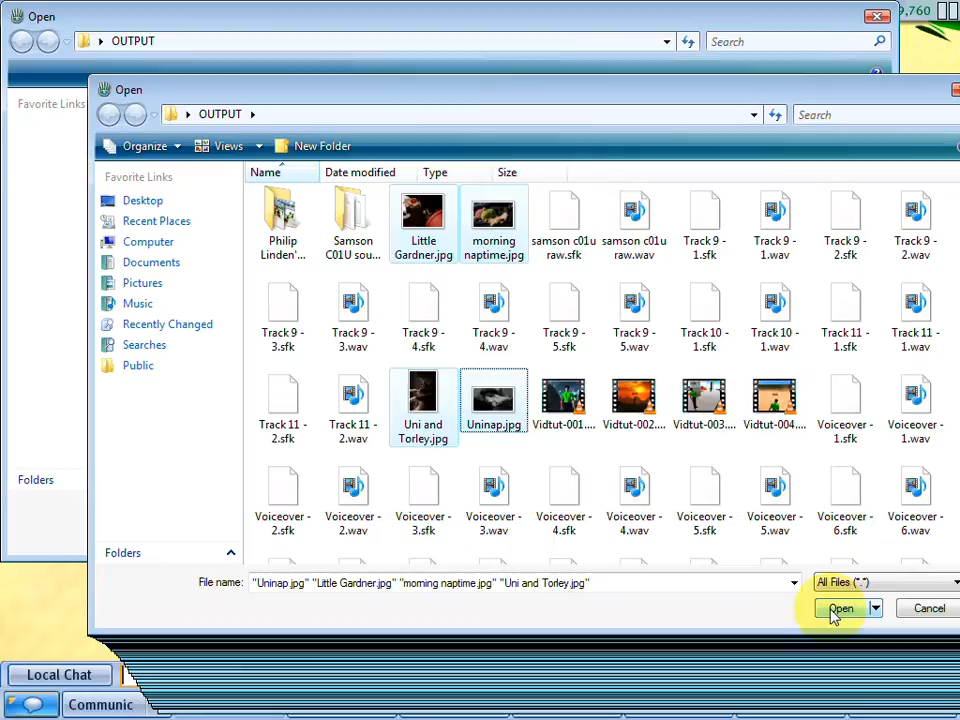 Open
9,760
OUTPUT
Search
Favorite Links
Open
OUTPUT
Search
Organize Views New Folder
Name Date modified Type Size
Favorite Links
Desktop
Recent Places
Computer
Documents
Pictures
Music
Recently Changed
Searches
Public
Folders
Folders
Philip Linden'...
Samson C01U sou...
Little Gardner.jpg
morning naptime.jpg
samson c01u raw.sfk
samson c01u raw.wav
Track 9 - 1.sfk
Track 9 - 1.wav
Track 9 - 2.sfk
Track 9 - 2.wav
Track 9 - 3.sfk
Track 9 - 3.wav
Track 9 - 4.sfk
Track 9 - 4.wav
Track 9 - 5.sfk
Track 9 - 5.wav
Track 10 - 1.sfk
Track 10 - 1.wav
Track 11 - 1.sfk
Track 11 - 1.wav
Track 11 - 2.sfk
Track 11 - 2.wav
Uni and Torley.jpg
Uninap.jpg
Vidtut-001....
Vidtut-002....
Vidtut-003....
Vidtut-004....
Voiceover - 1.sfk
Voiceover - 1.wav
Voiceover - 2.sfk
Voiceover - 2.wav
Voiceover - 3.sfk
Voiceover - 3.wav
Voiceover - 4.sfk
Voiceover - 4.wav
Voiceover - 5.sfk
Voiceover - 5.wav
Voiceover - 6.sfk
Voiceover - 6.wav
File name: "Uninap.jpg" "Little Gardner.jpg" "morning naptime.jpg" "Uni and Torley.jpg"
All Files (*.*)
Open Cancel
Local Chat
Communic